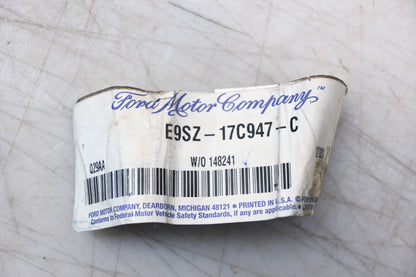 Ford Motor Company™
E9SZ-17C947-C
Q29AA
W/O 148241
FORD MOTOR COMPANY, DEARBORN, MICHIGAN 48121 ▪ PRINTED IN U.S.A.
Conforms to Federal Motor Vehicle Safety Standards, if any are applicable.